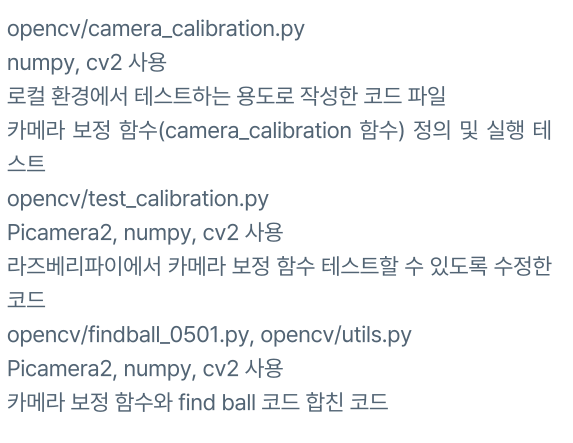 opencv/camera_calibration.py
numpy, cv2 사용
로컬 환경에서 테스트하는 용도로 작성한 코드 파일
카메라 보정 함수(camera_calibration 함수) 정의 및 실행 테
스트
opencv/test_calibration.py
Picamera2, numpy, cv2 사용
라즈베리파이에서 카메라 보정 함수 테스트할 수 있도록 수정한
코드
opencv/findball_0501.py, opencv/utils.py
Picamera2, numpy, cv2 사용
카메라 보정 함수와 find ball 코드 합친 코드